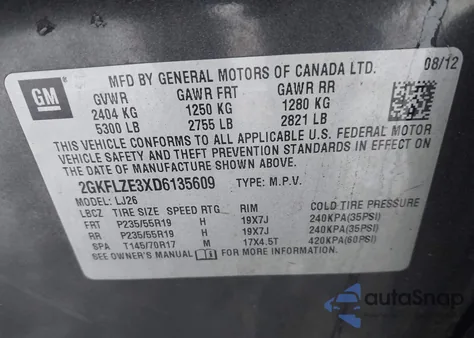 GM
MFD BY GENERAL MOTORS OF CANADA LTD.
08/12
GVWR GAWR FRT GAWR RR
2404 KG 1250 KG 1280 KG
5300 LB 2755 LB 2821 LB
THIS VEHICLE CONFORMS TO ALL APPLICABLE U.S. FEDERAL MOTOR
VEHICLE SAFETY AND THEFT PREVENTION STANDARDS IN EFFECT ON
THE DATE OF MANUFACTURE SHOWN ABOVE.
2GKFLZE3XD6135609 TYPE: M.P.V.
MODEL: LJ26
LBCZ TIRE SIZE SPEED RTG RIM COLD TIRE PRESSURE
FRT P235/55R19 H 19X7J 240KPA(35PSI)
RR P235/55R19 H 19X7J 240KPA(35PSI)
SPA T145/70R17 M 17X4.5T 420KPA(60PSI)
SEE OWNER'S MANUAL FOR MORE INFORMATION.
autoSnap